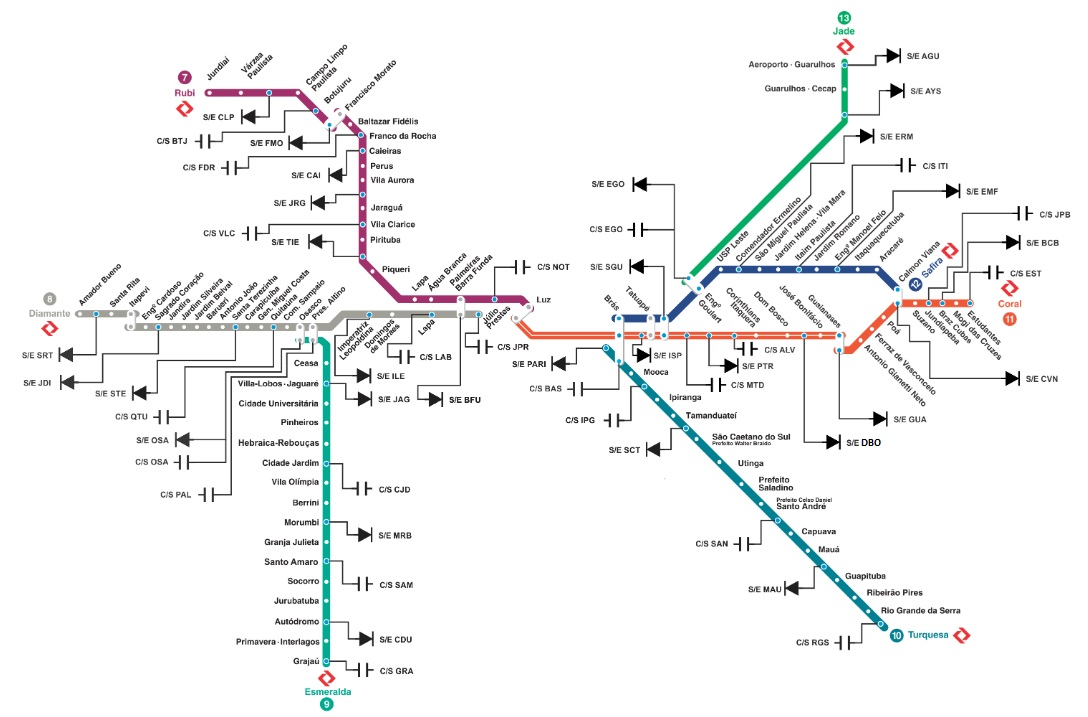 13
Jade
Aeroporto · Guarulhos
S/E AGU
Guarulhos · Cecap
S/E AYS
7
Rubi
Jundiaí
Várzea
Paulista
Campo Limpo
Paulista
Botujuru
Francisco Morato
S/E CLP
Baltazar Fidélis
C/S BTJ
S/E FMO
Franco da Rocha
C/S FDR
Caieiras
S/E CAI
Perus
Vila Aurora
S/E JRG
Jaraguá
C/S VLC
Vila Clarice
S/E TIE
Pirituba
Piqueri
Lapa
Água Branca
Palmeiras
Barra Funda
C/S NOT
Luz
Júlio
Prestes
S/E ERM
C/S ITI
S/E EMF
C/S JPB
S/E BCB
C/S EST
S/E EGO
C/S EGO
S/E SGU
USP Leste
Comendador Ermelino
São Miguel Paulista
Jardim Helena · Vila Mara
Itaim Paulista
Jardim Romano
Engº Manoel Feio
Itaquaquecetuba
Aracaré
Calmon Viana
12
Safira
Coral
11
Brás
Tatuapé
Engº
Goulart
Corinthians
Itaquera
Dom Bosco
José Bonifácio
Guaianases
Poá
Suzano
Jundiapeba
Braz Cubas
Mogi das Cruzes
Estudantes
Ferraz de Vasconcelo
Antonio Gianetti Neto
8
Diamante
Amador Bueno
Santa Rita
Itapevi
Engº Cardoso
Sagrado Coração
Jandira
Jardim Silveira
Jardim Belval
Barueri
Antonio João
Santa Terezinha
Carapicuíba
Gen. Miguel Costa
Quitaúna
Com. Sampaio
Osasco
Pres. Altino
Imperatriz
Leopoldina
Domingos
de Moraes
Lapa
S/E SRT
S/E JDI
S/E STE
C/S QTU
S/E OSA
C/S OSA
C/S PAL
C/S LAB
C/S JPR
S/E ILE
S/E JAG
S/E BFU
Ceasa
Villa-Lobos · Jaguaré
Cidade Universitária
Pinheiros
Hebraica-Rebouças
Cidade Jardim
C/S CJD
Vila Olímpia
Berrini
Morumbi
S/E MRB
Granja Julieta
Santo Amaro
C/S SAM
Socorro
Jurubatuba
Autódromo
S/E CDU
Primavera · Interlagos
Grajaú
C/S GRA
Esmeralda
9
S/E PARI
C/S BAS
S/E ISP
C/S ALV
S/E PTR
C/S MTD
C/S IPG
S/E SCT
S/E CVN
S/E GUA
S/E DBO
Mooca
Ipiranga
Tamanduateí
São Caetano do Sul
Prefeito Walter Braido
Utinga
Prefeito
Saladino
Prefeito Celso Daniel
Santo André
C/S SAN
Capuava
Mauá
S/E MAU
Guapituba
Ribeirão Pires
Rio Grande da Serra
C/S RGS
10
Turquesa